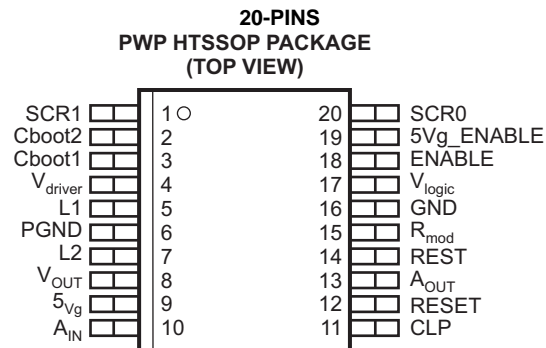 20-PINS
PWP HTSSOP PACKAGE
(TOP VIEW)
SCR1 1 20 SCR0
Cboot2 2 19 5Vg_ENABLE
Cboot1 3 18 ENABLE
Vdriver 4 17 Vlogic
L1 5 16 GND
PGND 6 15 Rmod
L2 7 14 REST
VOUT 8 13 AOUT
5Vg 9 12 RESET
AIN 10 11 CLP